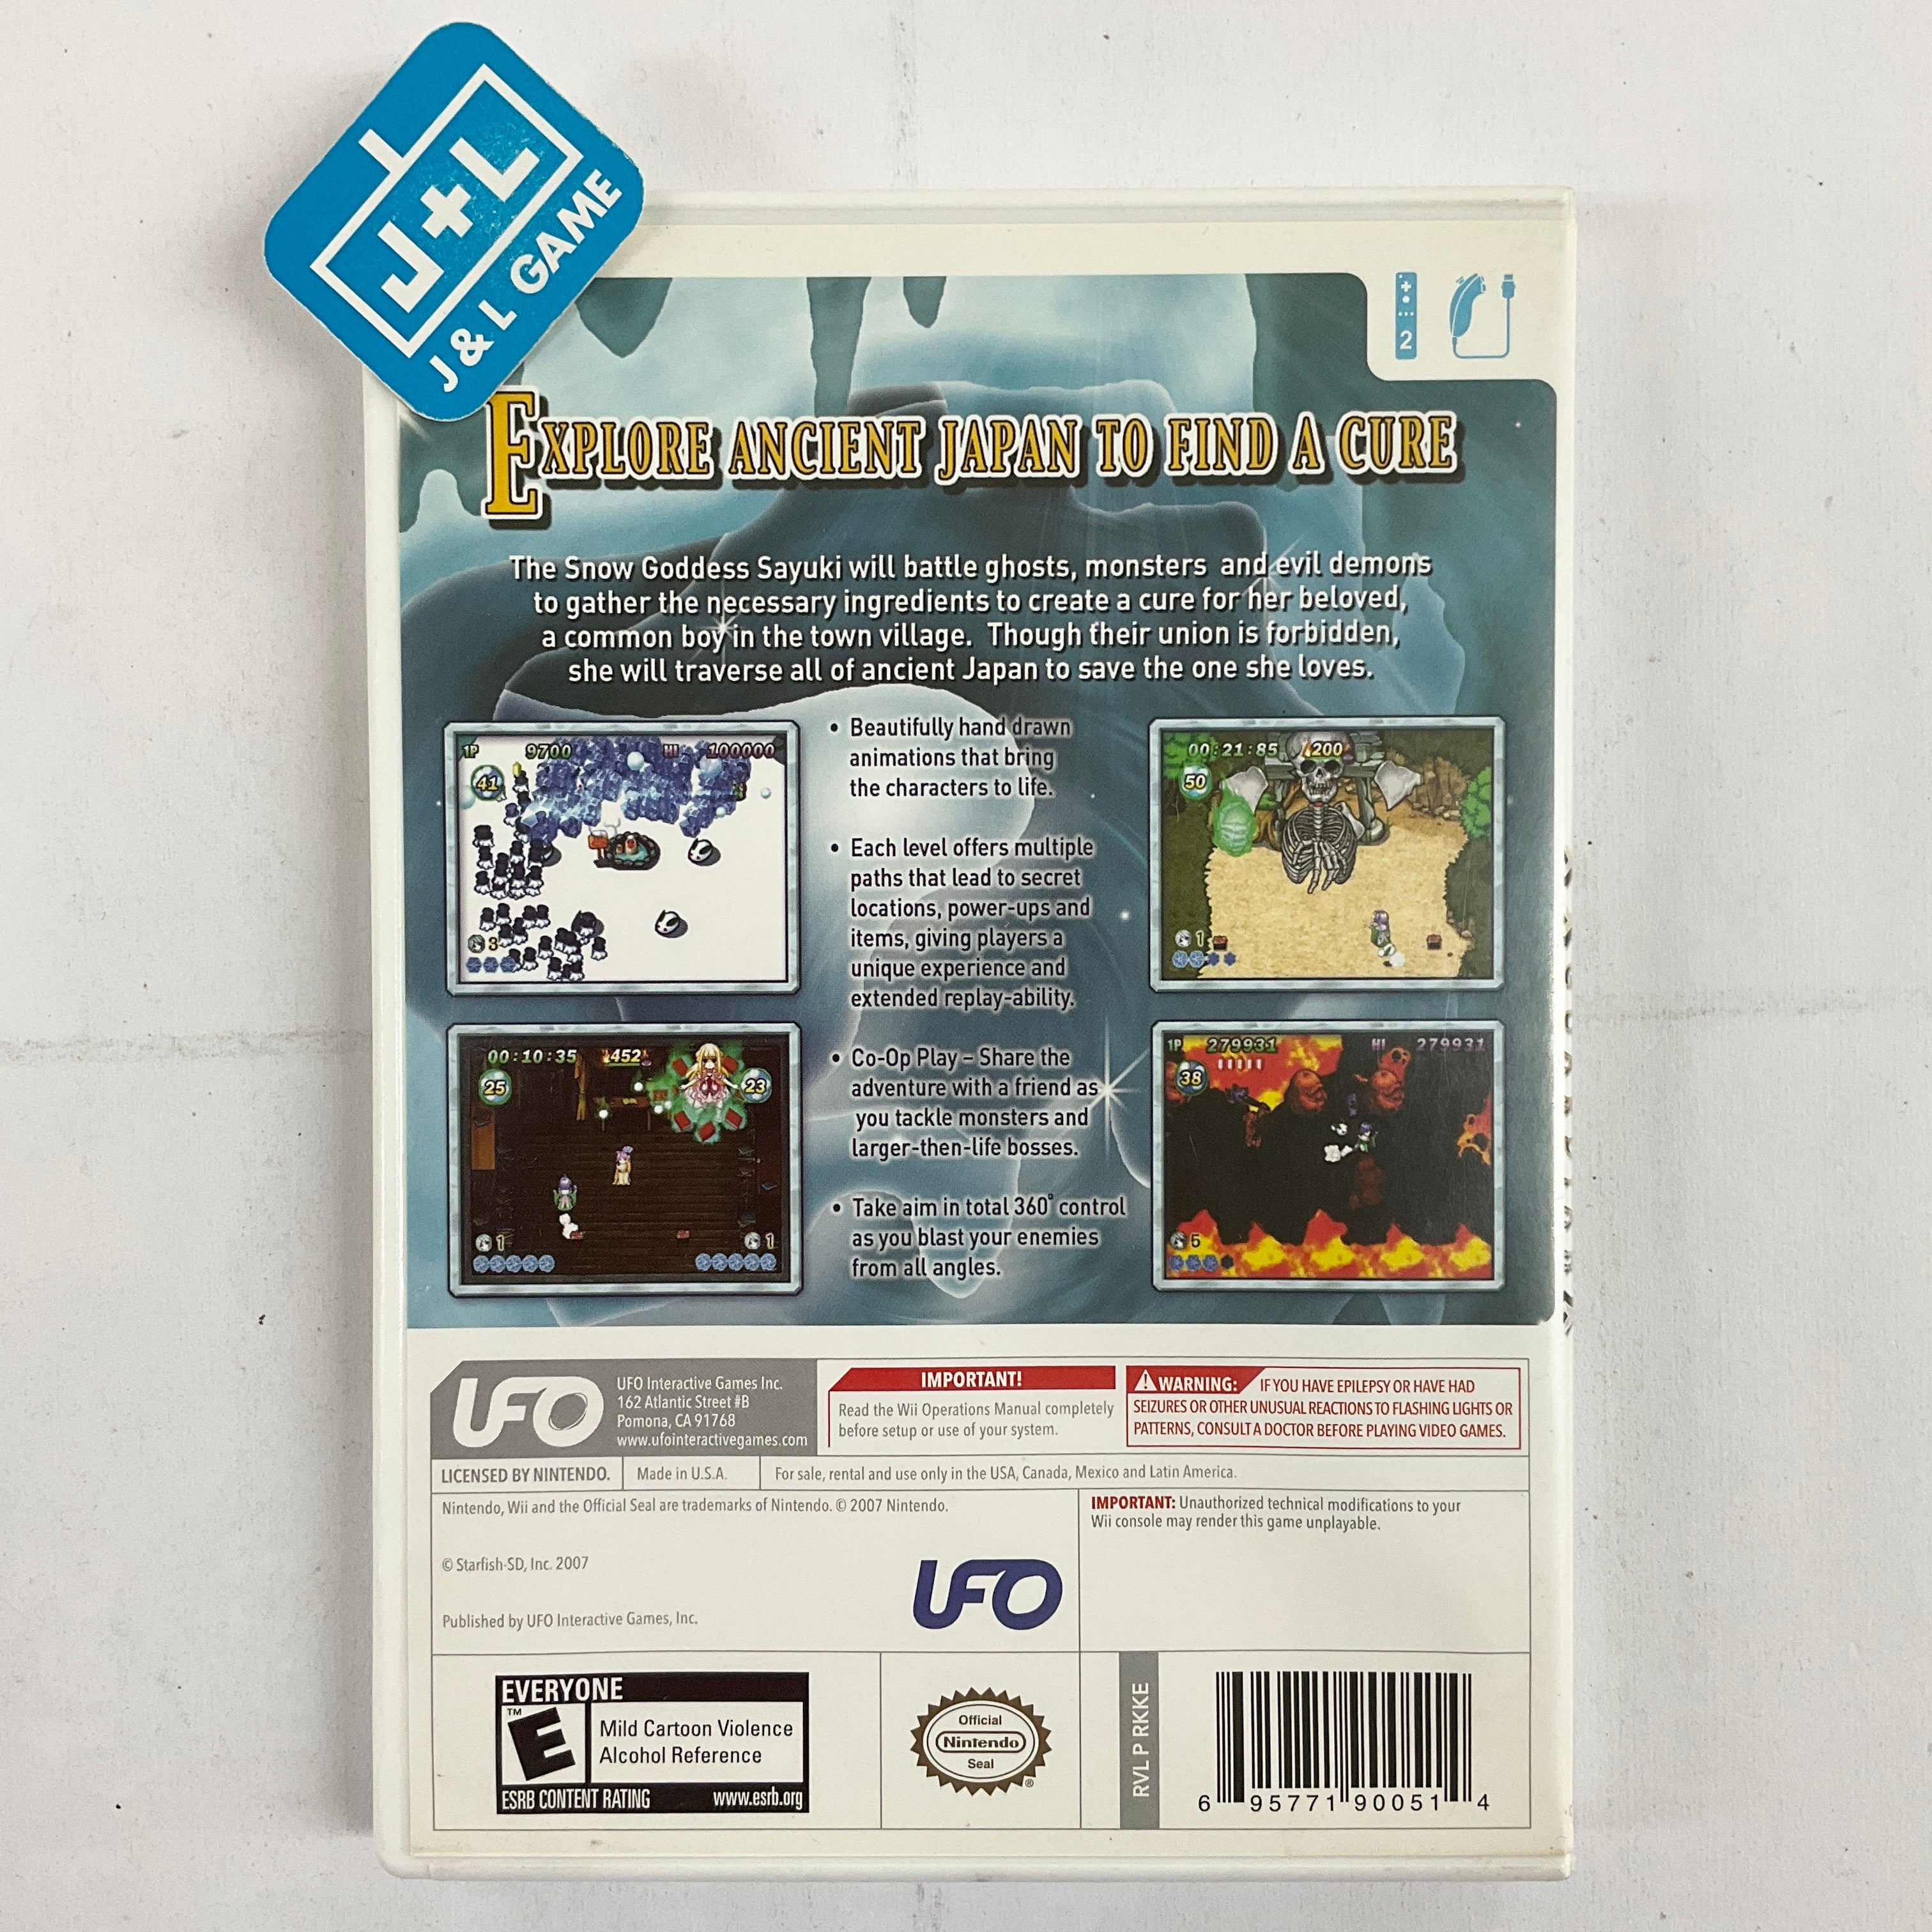 J+L
J & L GAME
2
EXPLORE ANCIENT JAPAN TO FIND A CURE
The Snow Goddess Sayuki will battle ghosts, monsters and evil demons
to gather the necessary ingredients to create a cure for her beloved,
a common boy in the town village. Though their union is forbidden,
she will traverse all of ancient Japan to save the one she loves.
1P 9700 HI 100000
41
3
• Beautifully hand drawn
animations that bring
the characters to life.
• Each level offers multiple
paths that lead to secret
locations, power-ups and
items, giving players a
unique experience and
extended replay-ability.
• Co-Op Play – Share the
adventure with a friend as
you tackle monsters and
larger-then-life bosses.
• Take aim in total 360° control
as you blast your enemies
from all angles.
00:21:85 200
50
1
00:10:35 452
25 23
1 1
1P 279931 HI 279931
38
5
UFO
UFO Interactive Games Inc.
162 Atlantic Street #B
Pomona, CA 91768
www.ufointeractivegames.com
IMPORTANT!
Read the Wii Operations Manual completely
before setup or use of your system.
WARNING: IF YOU HAVE EPILEPSY OR HAVE HAD
SEIZURES OR OTHER UNUSUAL REACTIONS TO FLASHING LIGHTS OR
PATTERNS, CONSULT A DOCTOR BEFORE PLAYING VIDEO GAMES.
LICENSED BY NINTENDO. Made in U.S.A. For sale, rental and use only in the USA, Canada, Mexico and Latin America.
Nintendo, Wii and the Official Seal are trademarks of Nintendo. © 2007 Nintendo.
IMPORTANT: Unauthorized technical modifications to your
Wii console may render this game unplayable.
© Starfish-SD, Inc. 2007
UFO
Published by UFO Interactive Games, Inc.
EVERYONE
E™
Mild Cartoon Violence
Alcohol Reference
ESRB CONTENT RATING www.esrb.org
Official
Nintendo
Seal
®
RVL P RKKE
6 95771 90051 4